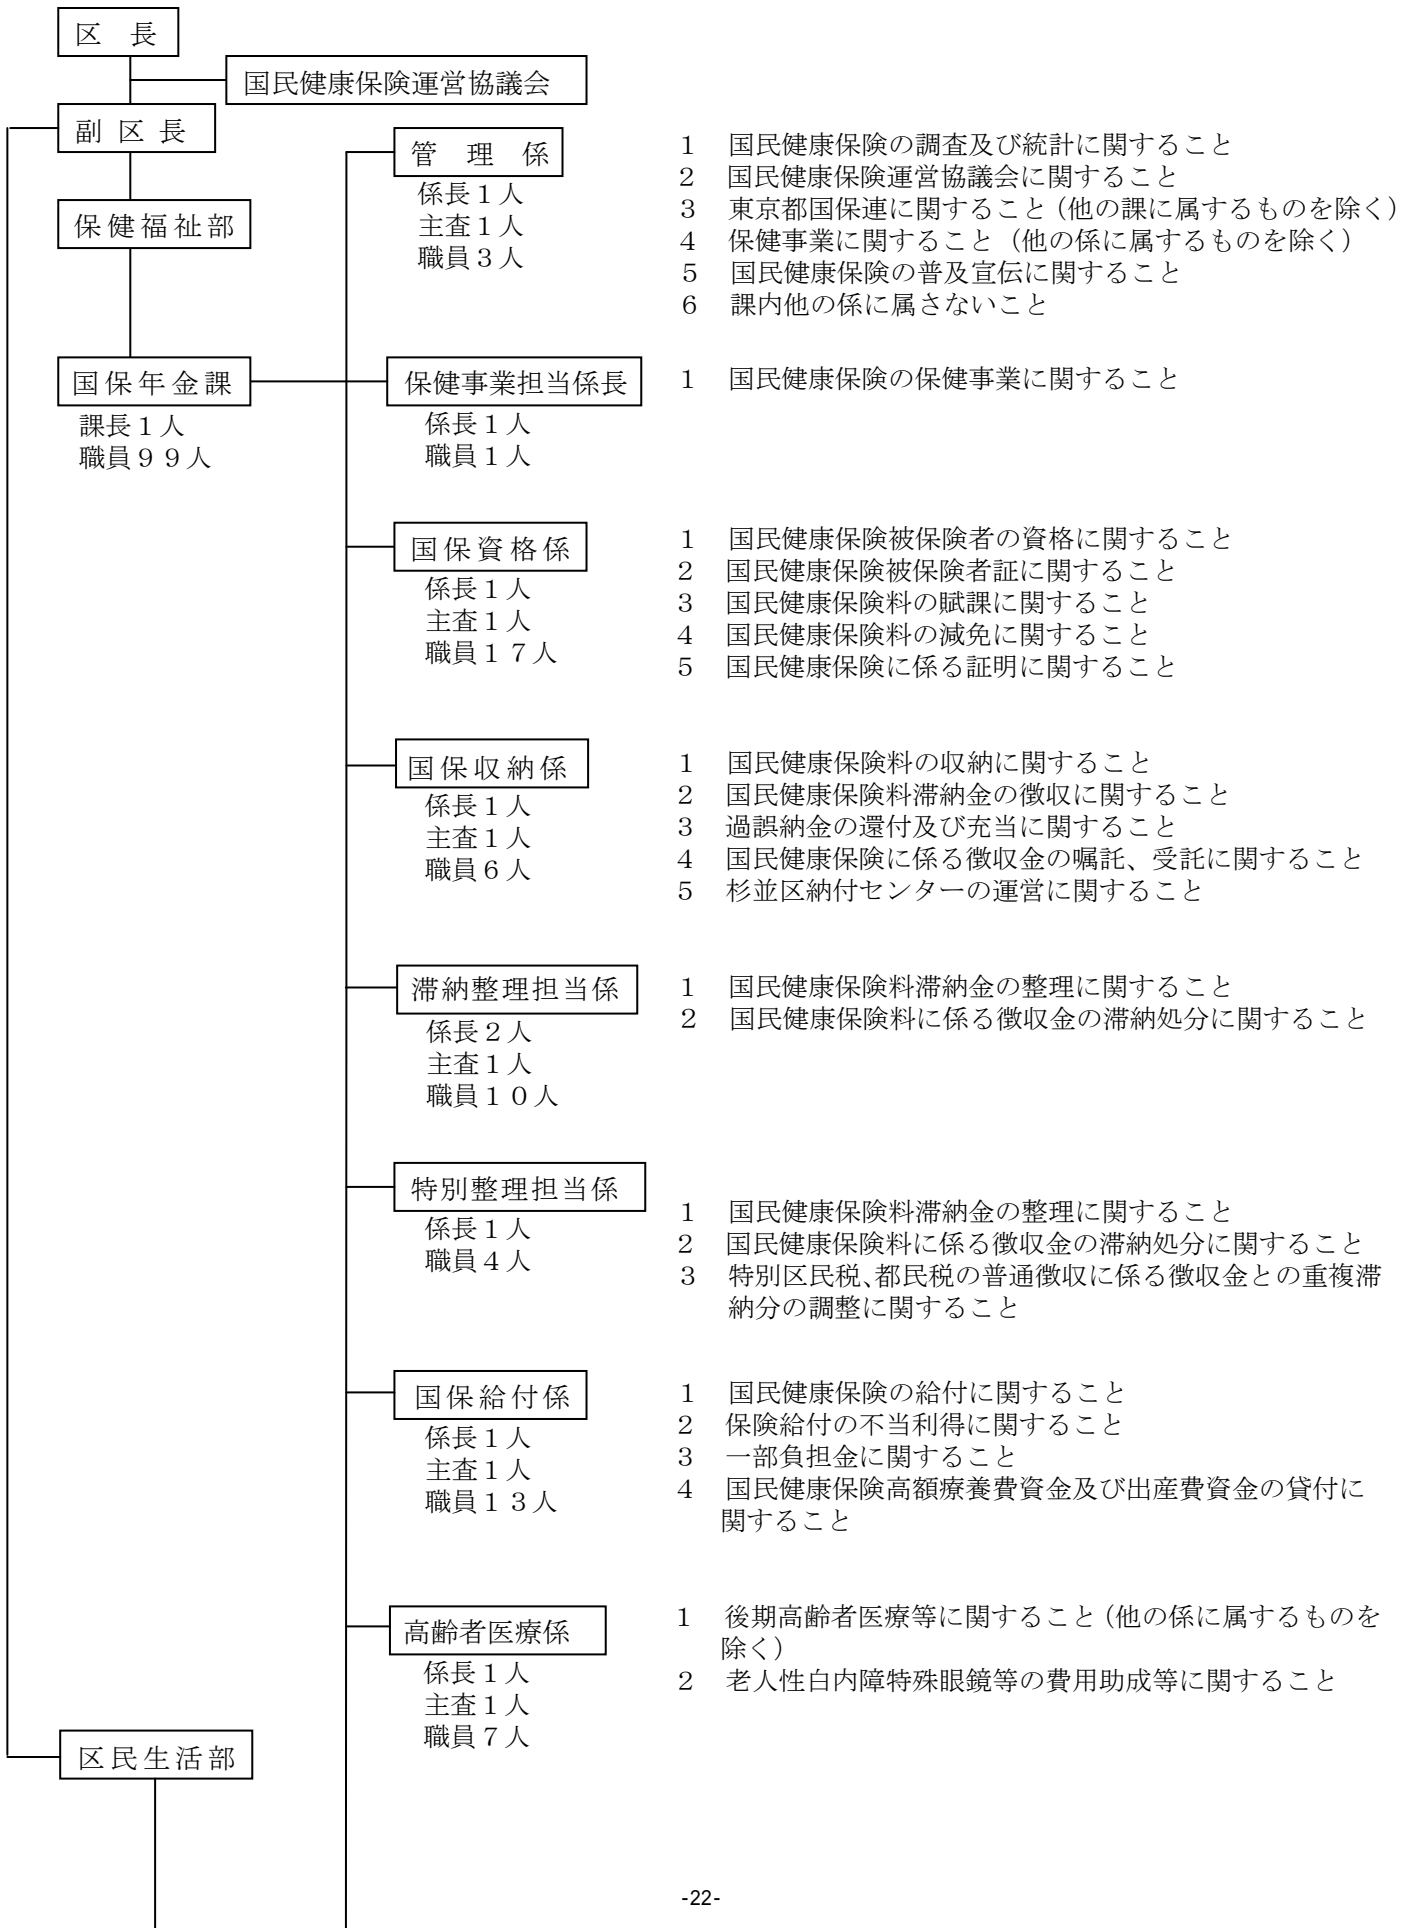 区　長
国民健康保険運営協議会
副 区 長
保健福祉部
国保年金課
課長１人
職員９９人
管　理　係
係長１人
主査１人
職員３人
１　国民健康保険の調査及び統計に関すること
２　国民健康保険運営協議会に関すること
３　東京都国保連に関すること（他の課に属するものを除く）
４　保健事業に関すること（他の係に属するものを除く）
５　国民健康保険の普及宣伝に関すること
６　課内他の係に属さないこと
保健事業担当係長
係長１人
職員１人
１　国民健康保険の保健事業に関すること
国保資格係
係長１人
主査１人
職員１７人
１　国民健康保険被保険者の資格に関すること
２　国民健康保険被保険者証に関すること
３　国民健康保険料の賦課に関すること
４　国民健康保険料の減免に関すること
５　国民健康保険に係る証明に関すること
国保収納係
係長１人
主査１人
職員６人
１　国民健康保険料の収納に関すること
２　国民健康保険料滞納金の徴収に関すること
３　過誤納金の還付及び充当に関すること
４　国民健康保険に係る徴収金の嘱託、受託に関すること
５　杉並区納付センターの運営に関すること
滞納整理担当係
係長２人
主査１人
職員１０人
１　国民健康保険料滞納金の整理に関すること
２　国民健康保険料に係る徴収金の滞納処分に関すること
特別整理担当係
係長１人
職員４人
１　国民健康保険料滞納金の整理に関すること
２　国民健康保険料に係る徴収金の滞納処分に関すること
３　特別区民税、都民税の普通徴収に係る徴収金との重複滞
納分の調整に関すること
国保給付係
係長１人
主査１人
職員１３人
１　国民健康保険の給付に関すること
２　保険給付の不当利得に関すること
３　一部負担金に関すること
４　国民健康保険高額療養費資金及び出産費資金の貸付に
関すること
高齢者医療係
係長１人
主査１人
職員７人
１　後期高齢者医療等に関すること（他の係に属するものを
除く）
２　老人性白内障特殊眼鏡等の費用助成等に関すること
区民生活部
-22-